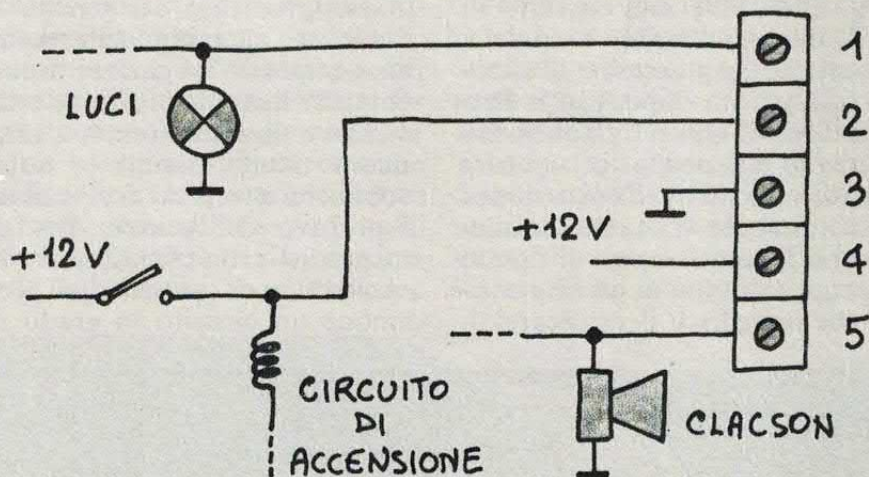 1
LUCI
2
+12V
3
+12V
4
5
CIRCUITO
DI
ACCENSIONE
CLACSON